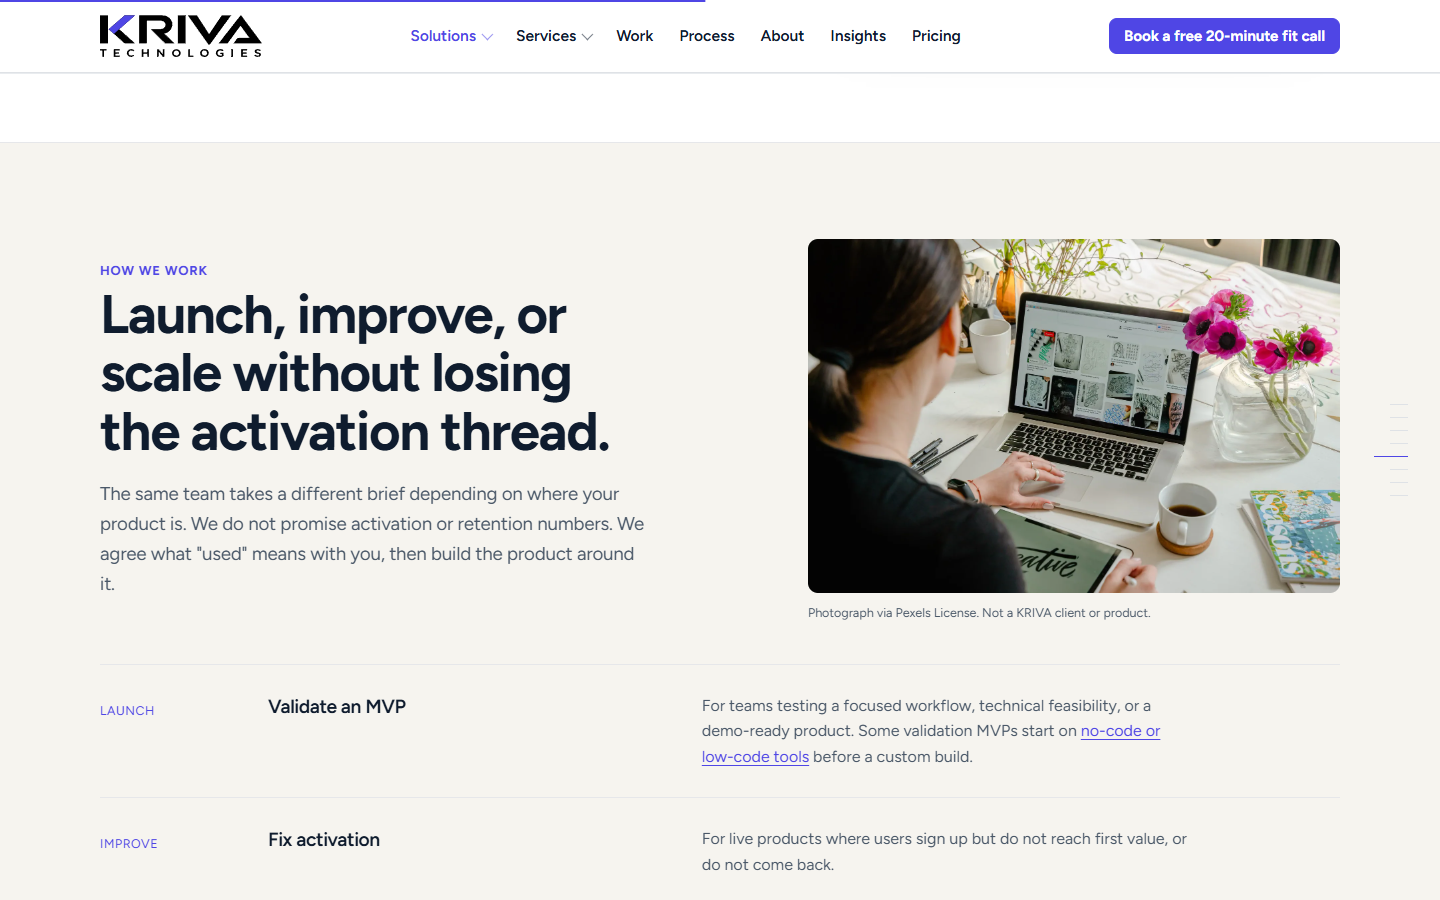 KRIVA
TECHNOLOGIES
Solutions
Services
Work
Process
About
Insights
Pricing
Book a free 20-minute fit call
HOW WE WORK
Launch, improve, or
scale without losing
the activation thread.
The same team takes a different brief depending on where your
product is. We do not promise activation or retention numbers. We
agree what "used" means with you, then build the product around
it.
creative
Photograph via Pexels License. Not a KRIVA client or product.
LAUNCH
Validate an MVP
For teams testing a focused workflow, technical feasibility, or a
demo-ready product. Some validation MVPs start on no-code or
low-code tools before a custom build.
IMPROVE
Fix activation
For live products where users sign up but do not reach first value, or
do not come back.